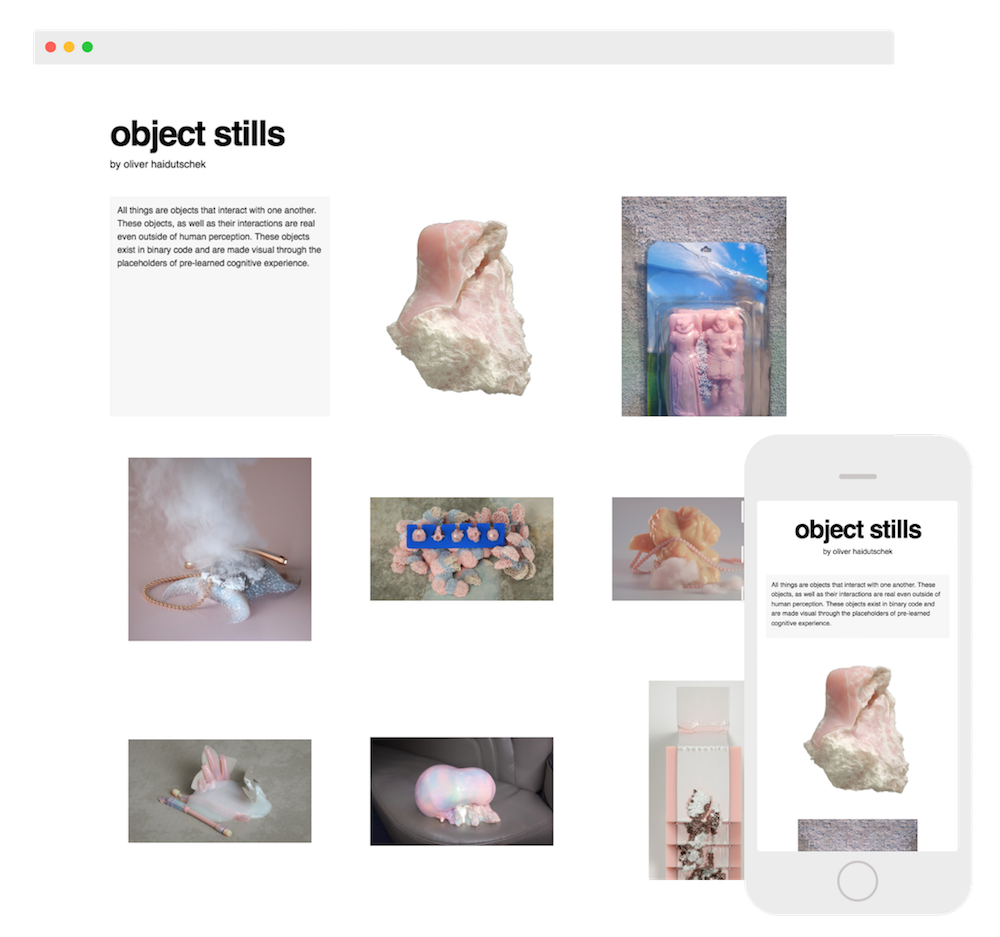 object stills
by oliver haidutschek
All things are objects that interact with one another.
These objects, as well as their interactions are real
even outside of human perception. These objects
exist in binary code and are made visual through the
placeholders of pre-learned cognitive experience.
object stills
by oliver haidutschek
All things are objects that interact with one another. These
objects, as well as their interactions are real even outside of
human perception. These objects exist in binary code and
are made visual through the placeholders of pre-learned
cognitive experience.